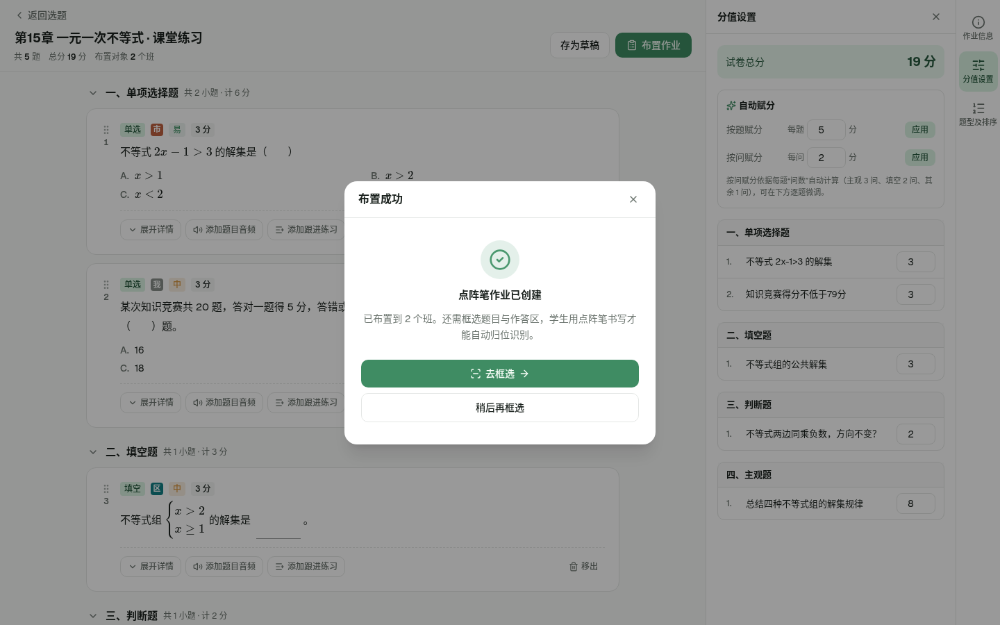 返回选题
第15章 一元一次不等式 · 课堂练习
共 5 题 总分 19 分 布置对象 2 个班
存为草稿
布置作业
一、单项选择题 共 2 小题 · 计 6 分
单选 市 易 3 分
1
不等式 2x − 1 > 3 的解集是（　　）
A. x > 1
B. x > 2
C. x < 2
展开详情 添加题目音频 添加跟进练习
单选 我 中 3 分
2
某次知识竞赛共 20 题，答对一题得 5 分，答错或
（　　）题。
A. 16
C. 18
展开详情 添加题目音频 添加跟进练习
二、填空题 共 1 小题 · 计 3 分
填空 区 中 3 分
3
不等式组 { x > 2
x ≥ 1 的解集是 ________ 。
展开详情 添加题目音频 添加跟进练习 移出
三、判断题 共 1 小题 · 计 2 分
布置成功
点阵笔作业已创建
已布置到 2 个班。还需框选题目与作答区，学生用点阵笔书写才
能自动归位识别。
去框选
稍后再框选
分值设置
试卷总分 19 分
自动赋分
按题赋分 每题 5 分 应用
按问赋分 每问 2 分 应用
按问赋分依据每题“问数”自动计算（主观 3 问、填空 2 问、其
余 1 问），可在下方逐题微调。
一、单项选择题
1. 不等式 2x-1>3 的解集 3
2. 知识竞赛得分不低于79分 3
二、填空题
1. 不等式组的公共解集 3
三、判断题
1. 不等式两边同乘负数，方向不变？ 2
四、主观题
1. 总结四种不等式组的解集规律 8
作业信息
分值设置
题型及排序